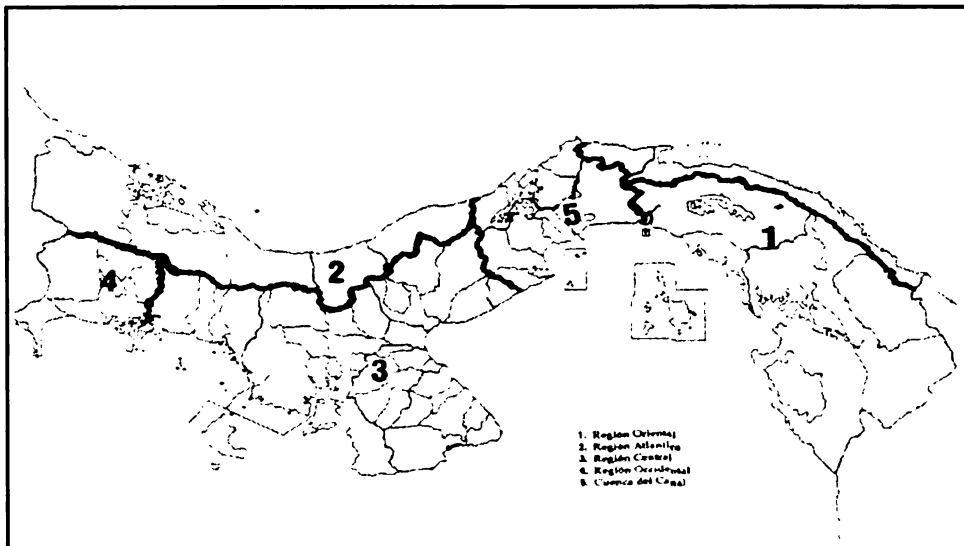 4
2
3
5
1
1. Región Oriental
2. Región Atlántica
3. Región Central
4. Región Occidental
5. Cuenca del Canal